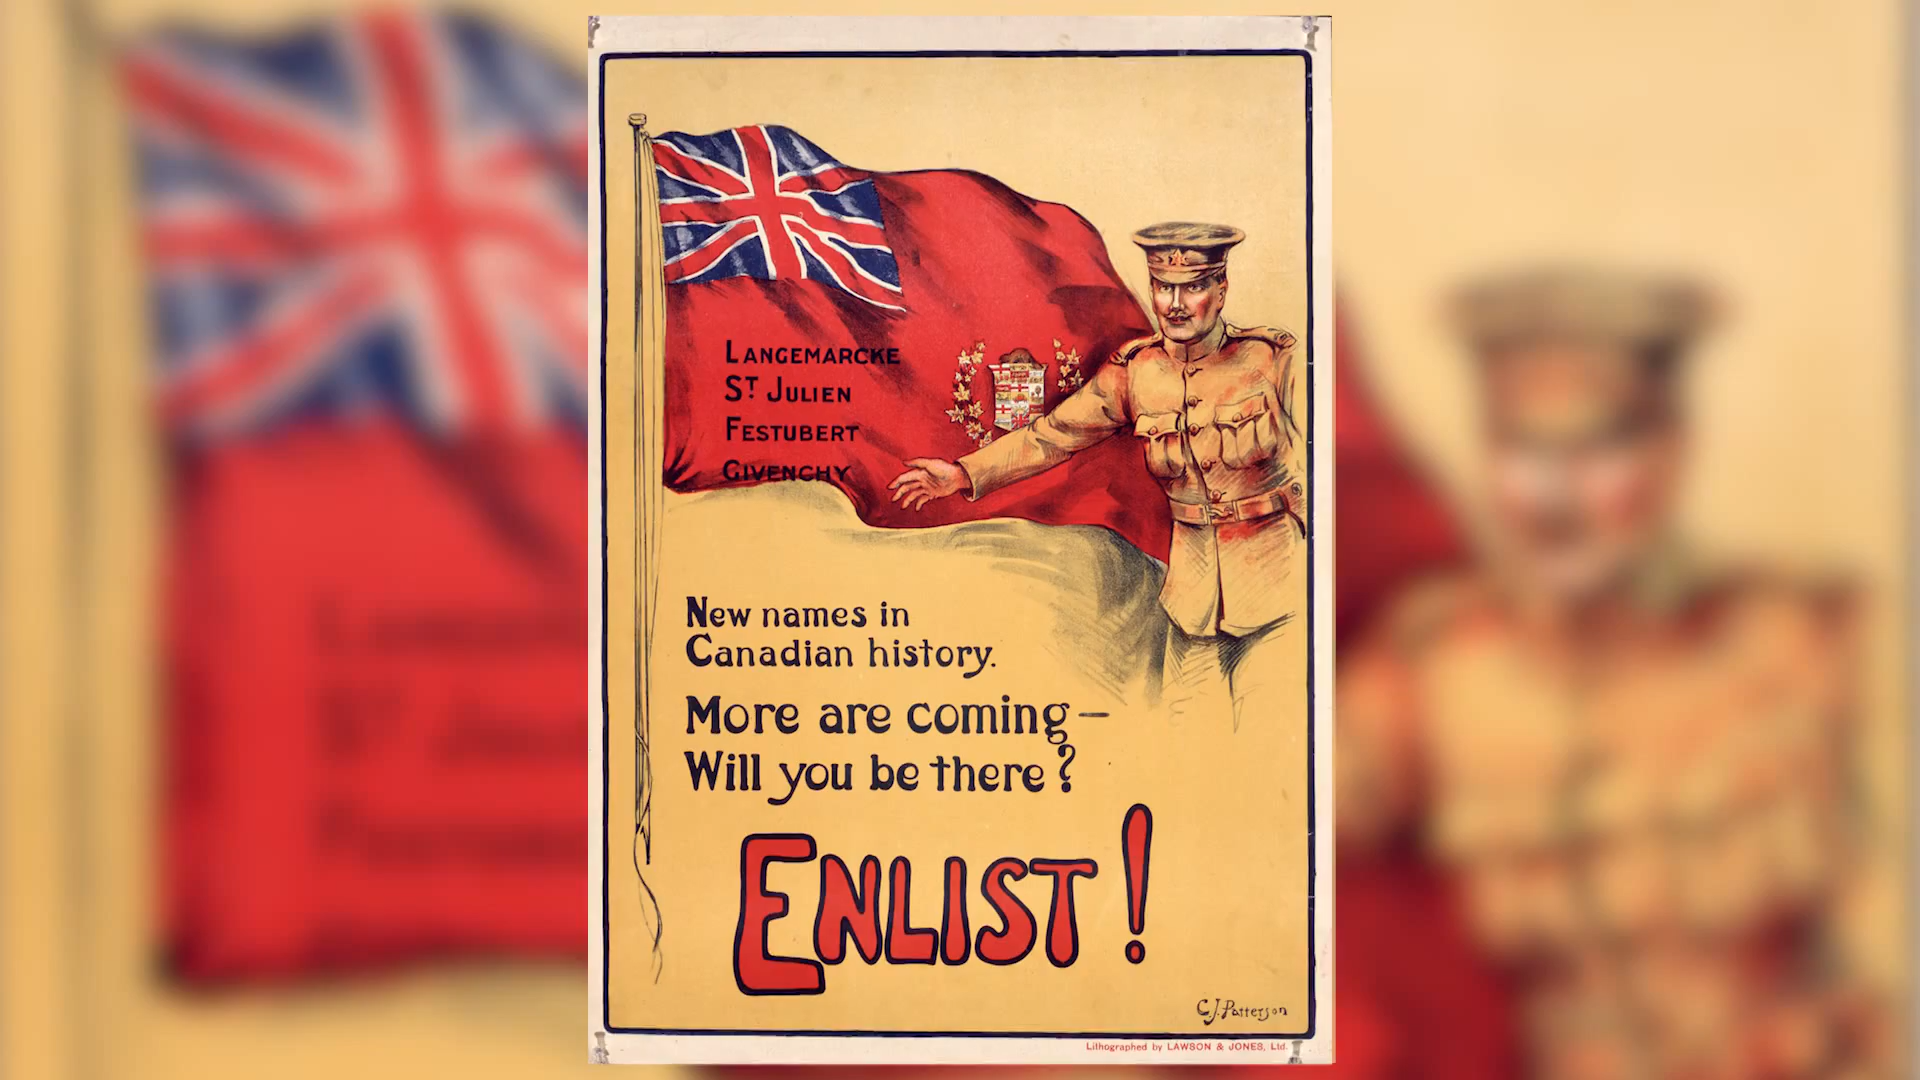 LANGEMARCKE
ST JULIEN
FESTUBERT
GIVENCHY
New names in
Canadian history.
More are coming —
Will you be there?
ENLIST!
C.J. Patterson
Lithographed by LAWSON & JONES, Ltd.